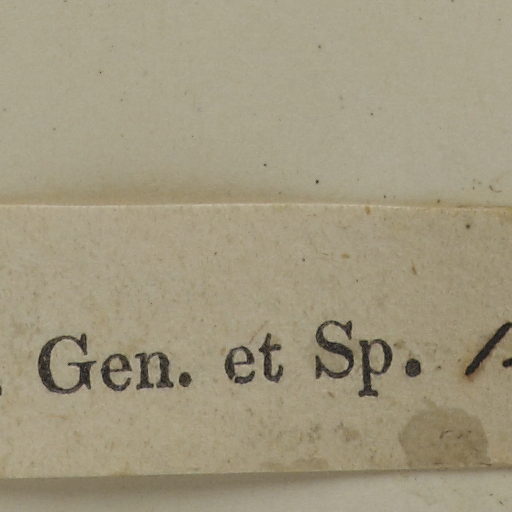 . Gen. et Sp.